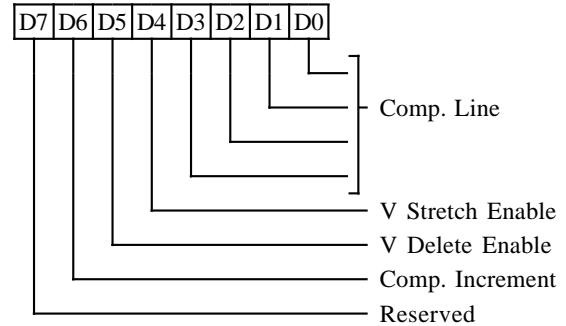 D7 D6 D5 D4 D3 D2 D1 D0
Comp. Line
V Stretch Enable
V Delete Enable
Comp. Increment
Reserved